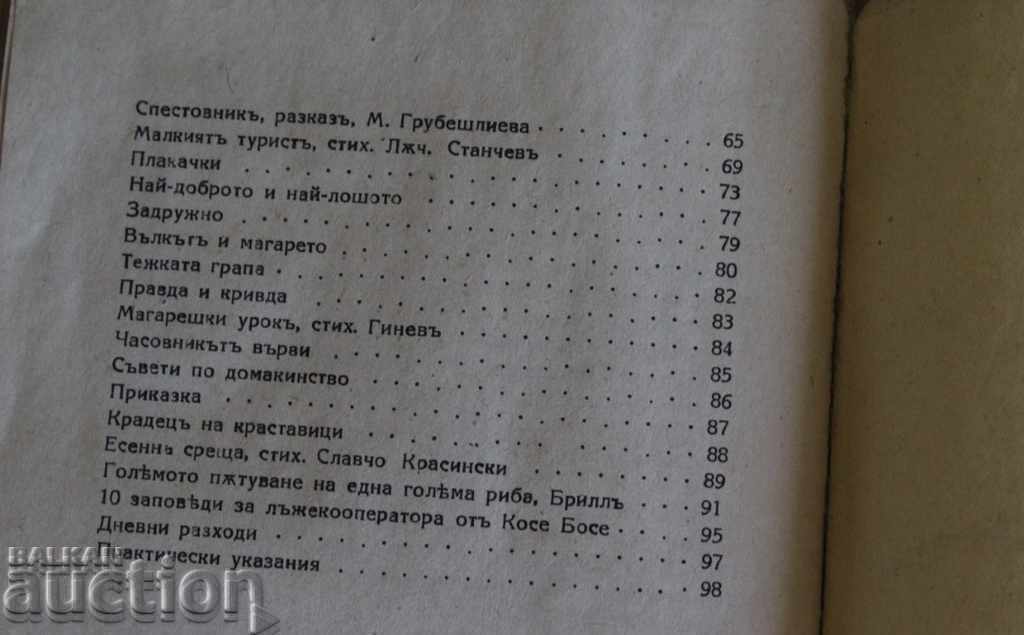 Спестовникъ, разказъ, М. Грубешлиева . . . . . . . 65
Малкиятъ туристъ, стих. Лѫч. Станчевъ . . . . . . . 69
Плакачки . . . . . . . 73
Най-доброто и най-лошото . . . . . . . 77
Задружно . . . . . . . 79
Вълкътъ и магарето . . . . . . . 80
Тежката грапа . . . . . . . 82
Правда и кривда . . . . . . . 83
Магарешки урокъ, стих. Гиневъ . . . . . . . 84
Часовникътъ върви . . . . . . . 85
Съвети по домакинство . . . . . . . 86
Приказка . . . . . . . 87
Крадецъ на краставици . . . . . . . 88
Есенна среща, стих. Славчо Красински . . . . . . . 89
Голѣмото пѫтуване на една голѣма риба, Бриллъ . . . 91
10 заповѣди за лъжекооператора отъ Косе Босе . . . . 95
Дневни разходи . . . . . . . 97
Практически указания . . . . . . . 98
BALKAN
auction